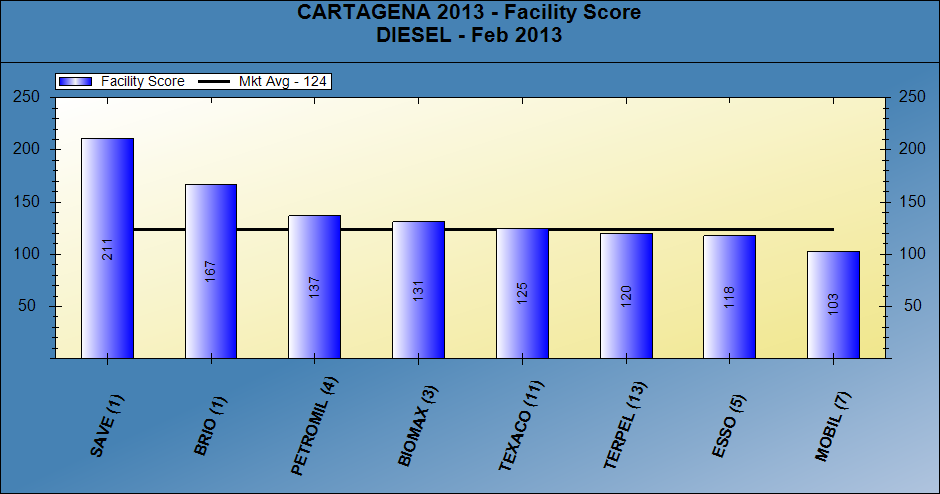 CARTAGENA 2013 - Facility Score
DIESEL - Feb 2013
Facility Score Mkt Avg - 124
250 250
200 200
150 150
100 100
50 50
211 167 137 131 125 120 118 103
SAVE (1) BRIO (1) PETROMIL (4) BIOMAX (3) TEXACO (11) TERPEL (13) ESSO (5) MOBIL (7)